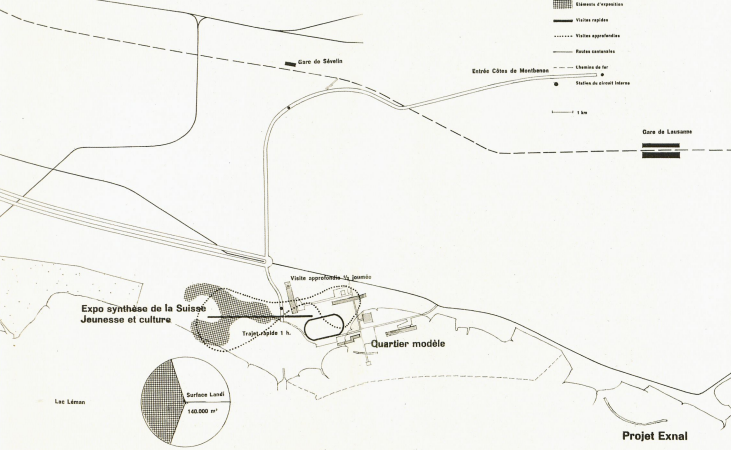 Eléments d'exposition
Visites rapides
Visites approfondies
Routes cantonales
Chemins de fer
Station du circuit interne
1 km
Gare de Sévelin
Entrée Côtes de Montbenon
Gare de Lausanne
Visite approfondie ½ journée
Expo synthèse de la Suisse
Jeunesse et culture
Trajet rapide 1 h.
Quartier modèle
Surface Landi
140.000 m²
Lac Léman
Projet Exnal